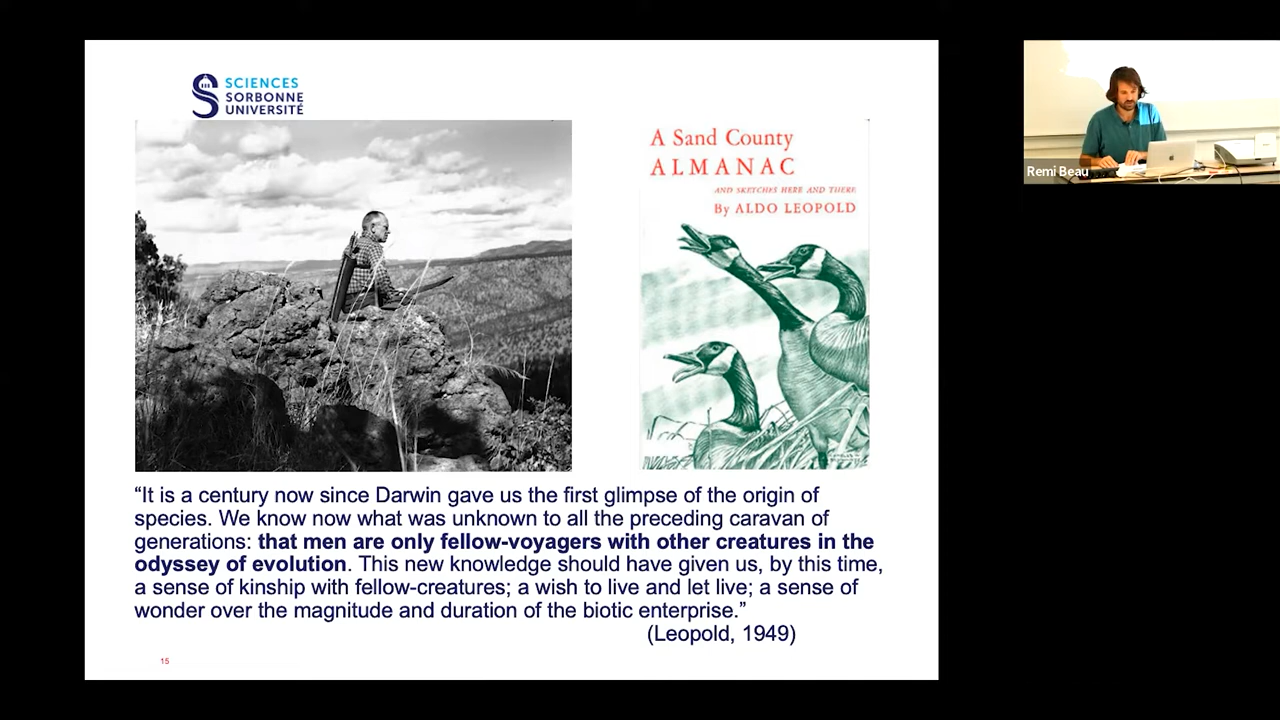 SCIENCES
SORBONNE
UNIVERSITÉ
A Sand County
ALMANAC
AND SKETCHES HERE AND THERE
By ALDO LEOPOLD
“It is a century now since Darwin gave us the first glimpse of the origin of
species. We know now what was unknown to all the preceding caravan of
generations: that men are only fellow-voyagers with other creatures in the
odyssey of evolution. This new knowledge should have given us, by this time,
a sense of kinship with fellow-creatures; a wish to live and let live; a sense of
wonder over the magnitude and duration of the biotic enterprise.”
(Leopold, 1949)
15
Remi Beau